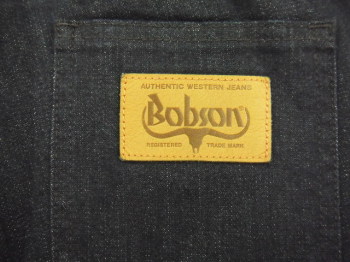 AUTHENTIC WESTERN JEANS
Bobson
REGISTERED TRADE MARK